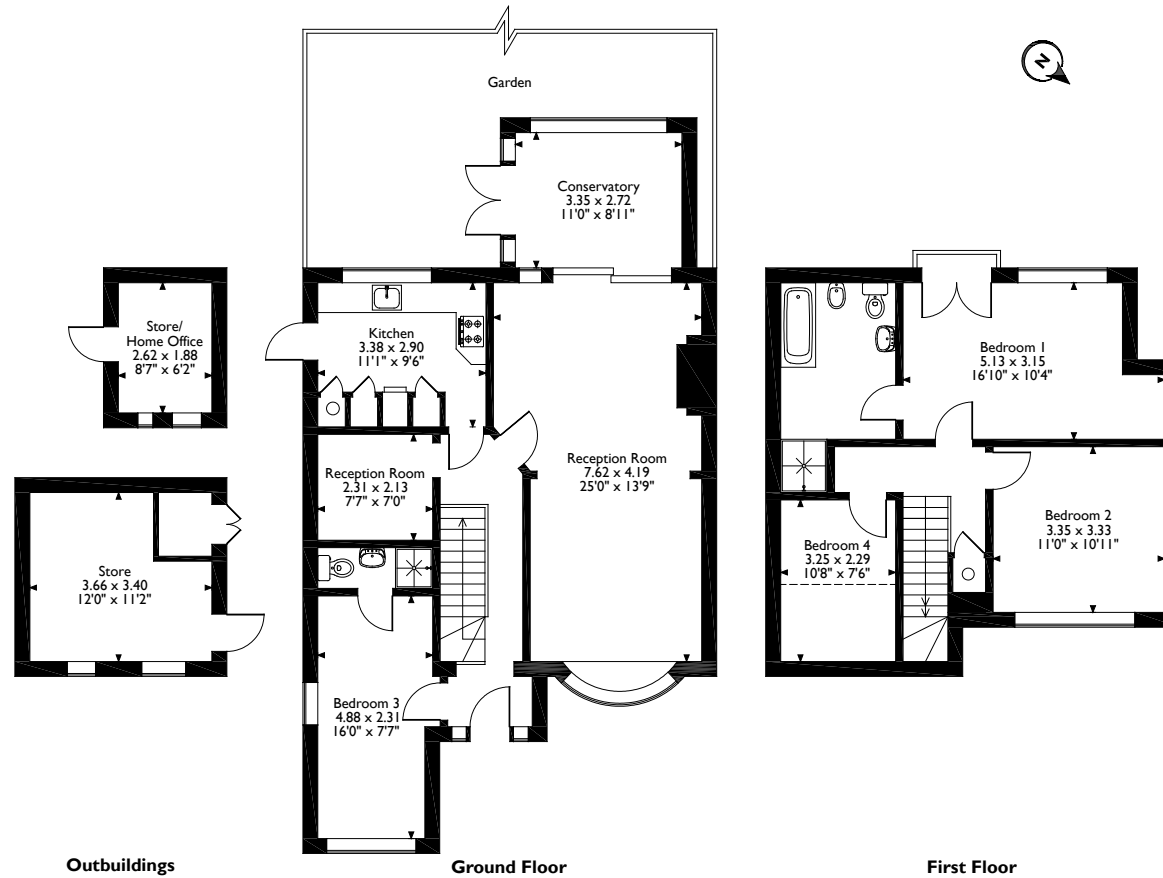 Garden
N
Conservatory
3.35 x 2.72
11'0" x 8'11"
Store/
Home Office
2.62 x 1.88
8'7" x 6'2"
Kitchen
3.38 x 2.90
11'1" x 9'6"
Reception Room
7.62 x 4.19
25'0" x 13'9"
Reception Room
2.31 x 2.13
7'7" x 7'0"
Store
3.66 x 3.40
12'0" x 11'2"
Bedroom 3
4.88 x 2.31
16'0" x 7'7"
Bedroom 1
5.13 x 3.15
16'10" x 10'4"
Bedroom 2
3.35 x 3.33
11'0" x 10'11"
Bedroom 4
3.25 x 2.29
10'8" x 7'6"
Outbuildings
Ground Floor
First Floor